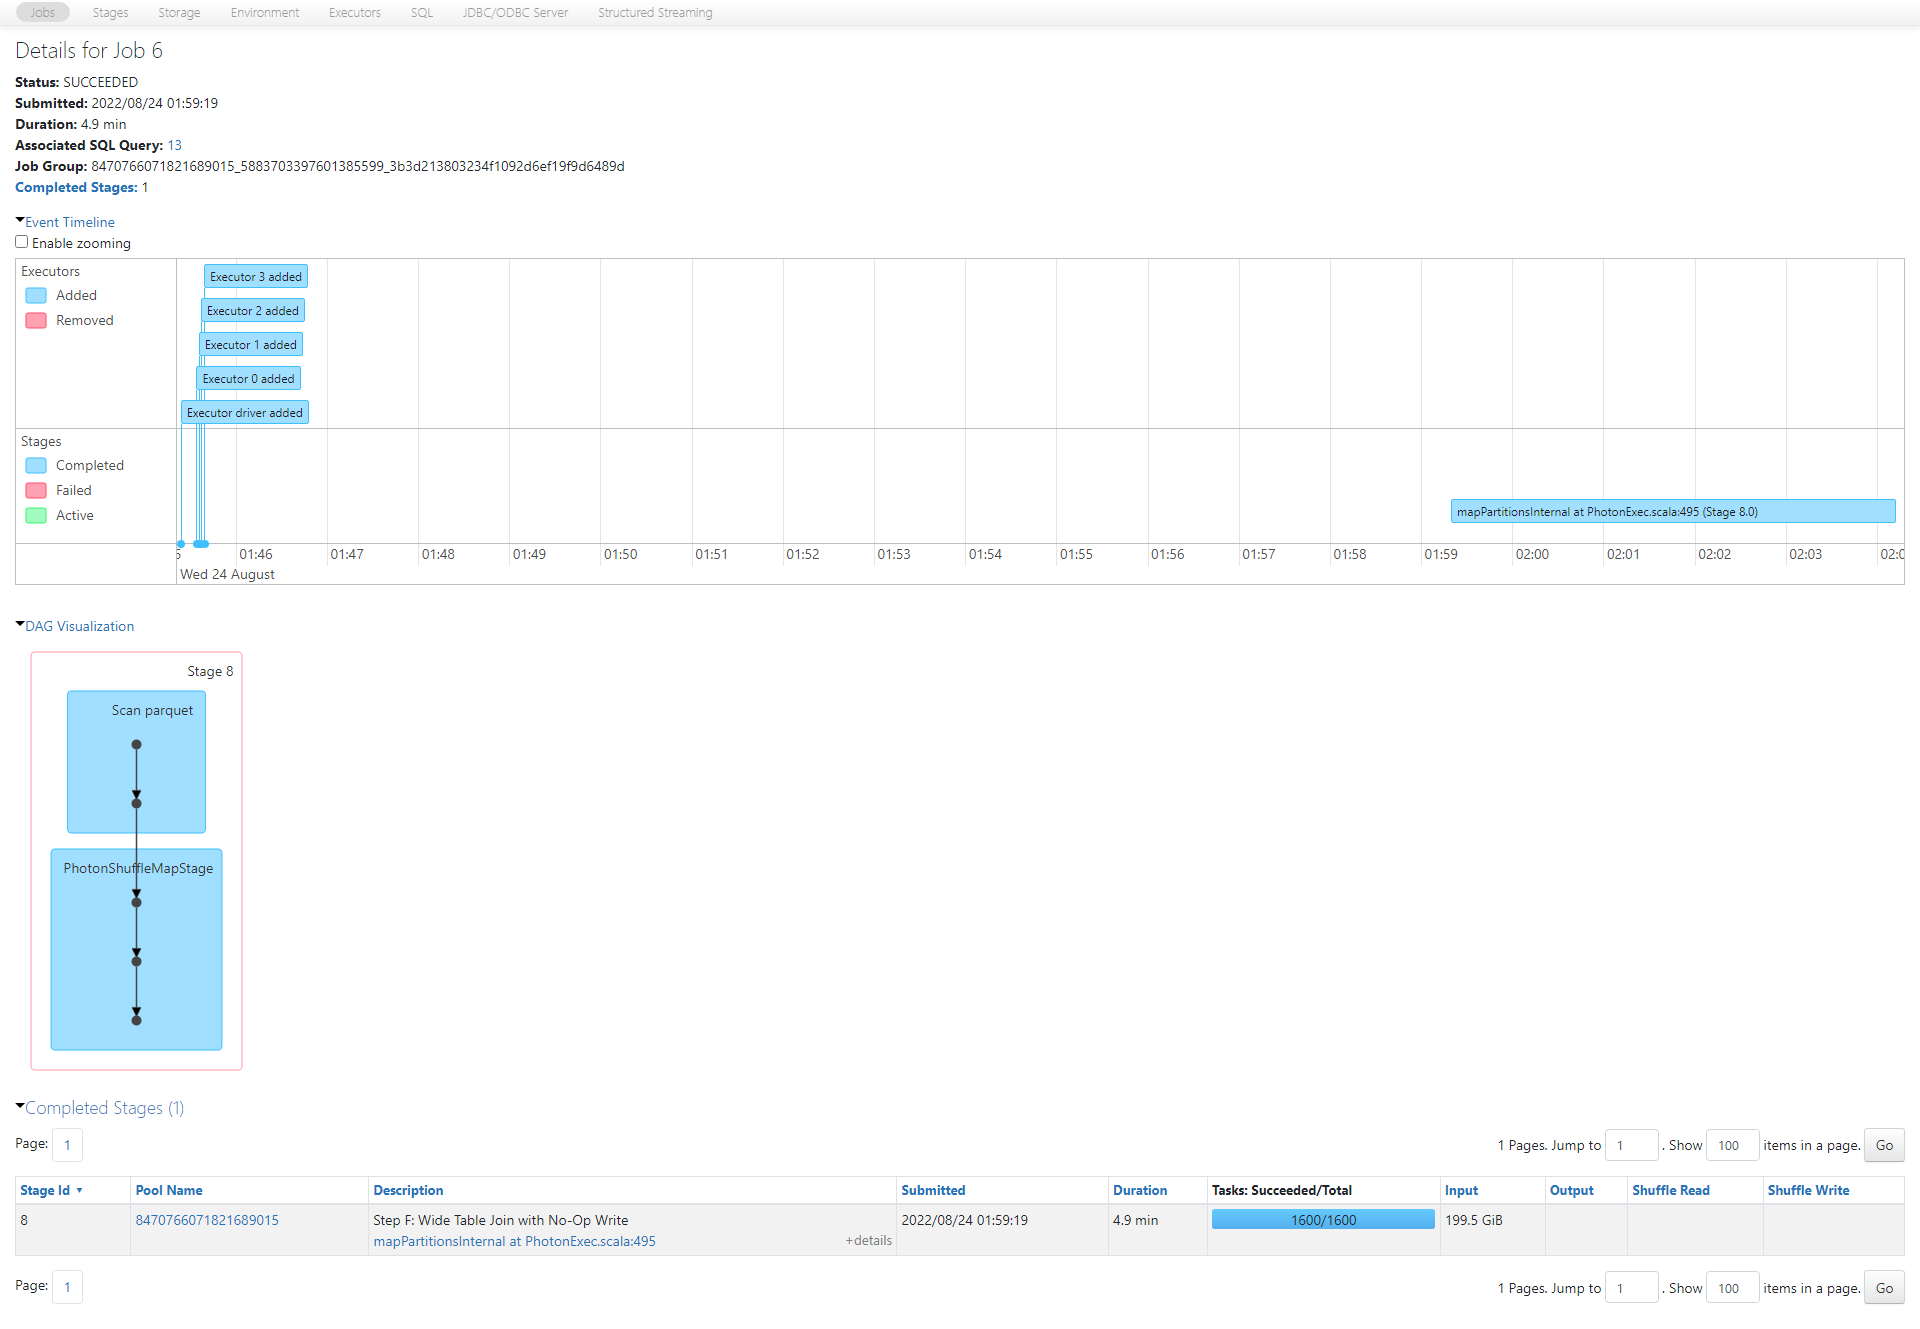 Jobs Stages Storage Environment Executors SQL JDBC/ODBC Server Structured Streaming
Details for Job 6
Status: SUCCEEDED
Submitted: 2022/08/24 01:59:19
Duration: 4.9 min
Associated SQL Query: 13
Job Group: 8470766071821689015_5883703397601385599_3b3d213803234f1092d6ef19f9d6489d
Completed Stages: 1
Event Timeline
Enable zooming
Executors
Added
Removed
Executor 3 added
Executor 2 added
Executor 1 added
Executor 0 added
Executor driver added
Stages
Completed
Failed
Active
mapPartitionsInternal at PhotonExec.scala:495 (Stage 8.0)
01:46 01:47 01:48 01:49 01:50 01:51 01:52 01:53 01:54 01:55 01:56 01:57 01:58 01:59 02:00 02:01 02:02 02:03
Wed 24 August
DAG Visualization
Stage 8
Scan parquet
PhotonShuffleMapStage
Completed Stages (1)
Page: 1
1 Pages. Jump to 1 . Show 100 items in a page. Go
Stage Id Pool Name Description Submitted Duration Tasks: Succeeded/Total Input Output Shuffle Read Shuffle Write
8 8470766071821689015 Step F: Wide Table Join with No-Op Write 2022/08/24 01:59:19 4.9 min 1600/1600 199.5 GiB
mapPartitionsInternal at PhotonExec.scala:495 +details
Page: 1
1 Pages. Jump to 1 . Show 100 items in a page. Go